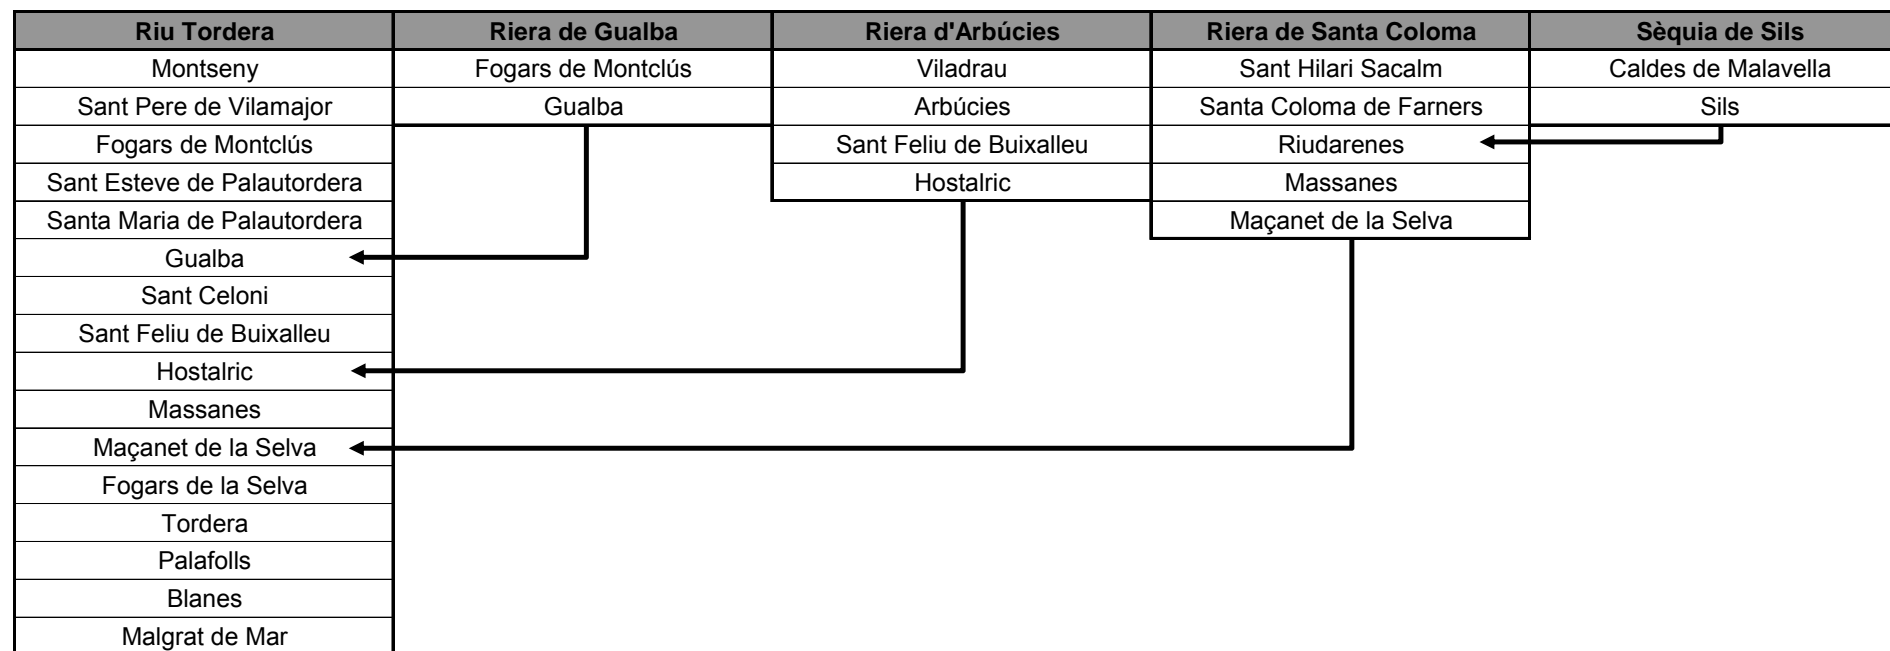 Riu Tordera Riera de Gualba Riera d'Arbúcies Riera de Santa Coloma Sèquia de Sils
Montseny Fogars de Montclús Viladrau Sant Hilari Sacalm Caldes de Malavella
Sant Pere de Vilamajor Gualba Arbúcies Santa Coloma de Farners Sils
Fogars de Montclús Sant Feliu de Buixalleu Riudarenes
Sant Esteve de Palautordera Hostalric Massanes
Santa Maria de Palautordera Maçanet de la Selva
Gualba
Sant Celoni
Sant Feliu de Buixalleu
Hostalric
Massanes
Maçanet de la Selva
Fogars de la Selva
Tordera
Palafolls
Blanes
Malgrat de Mar